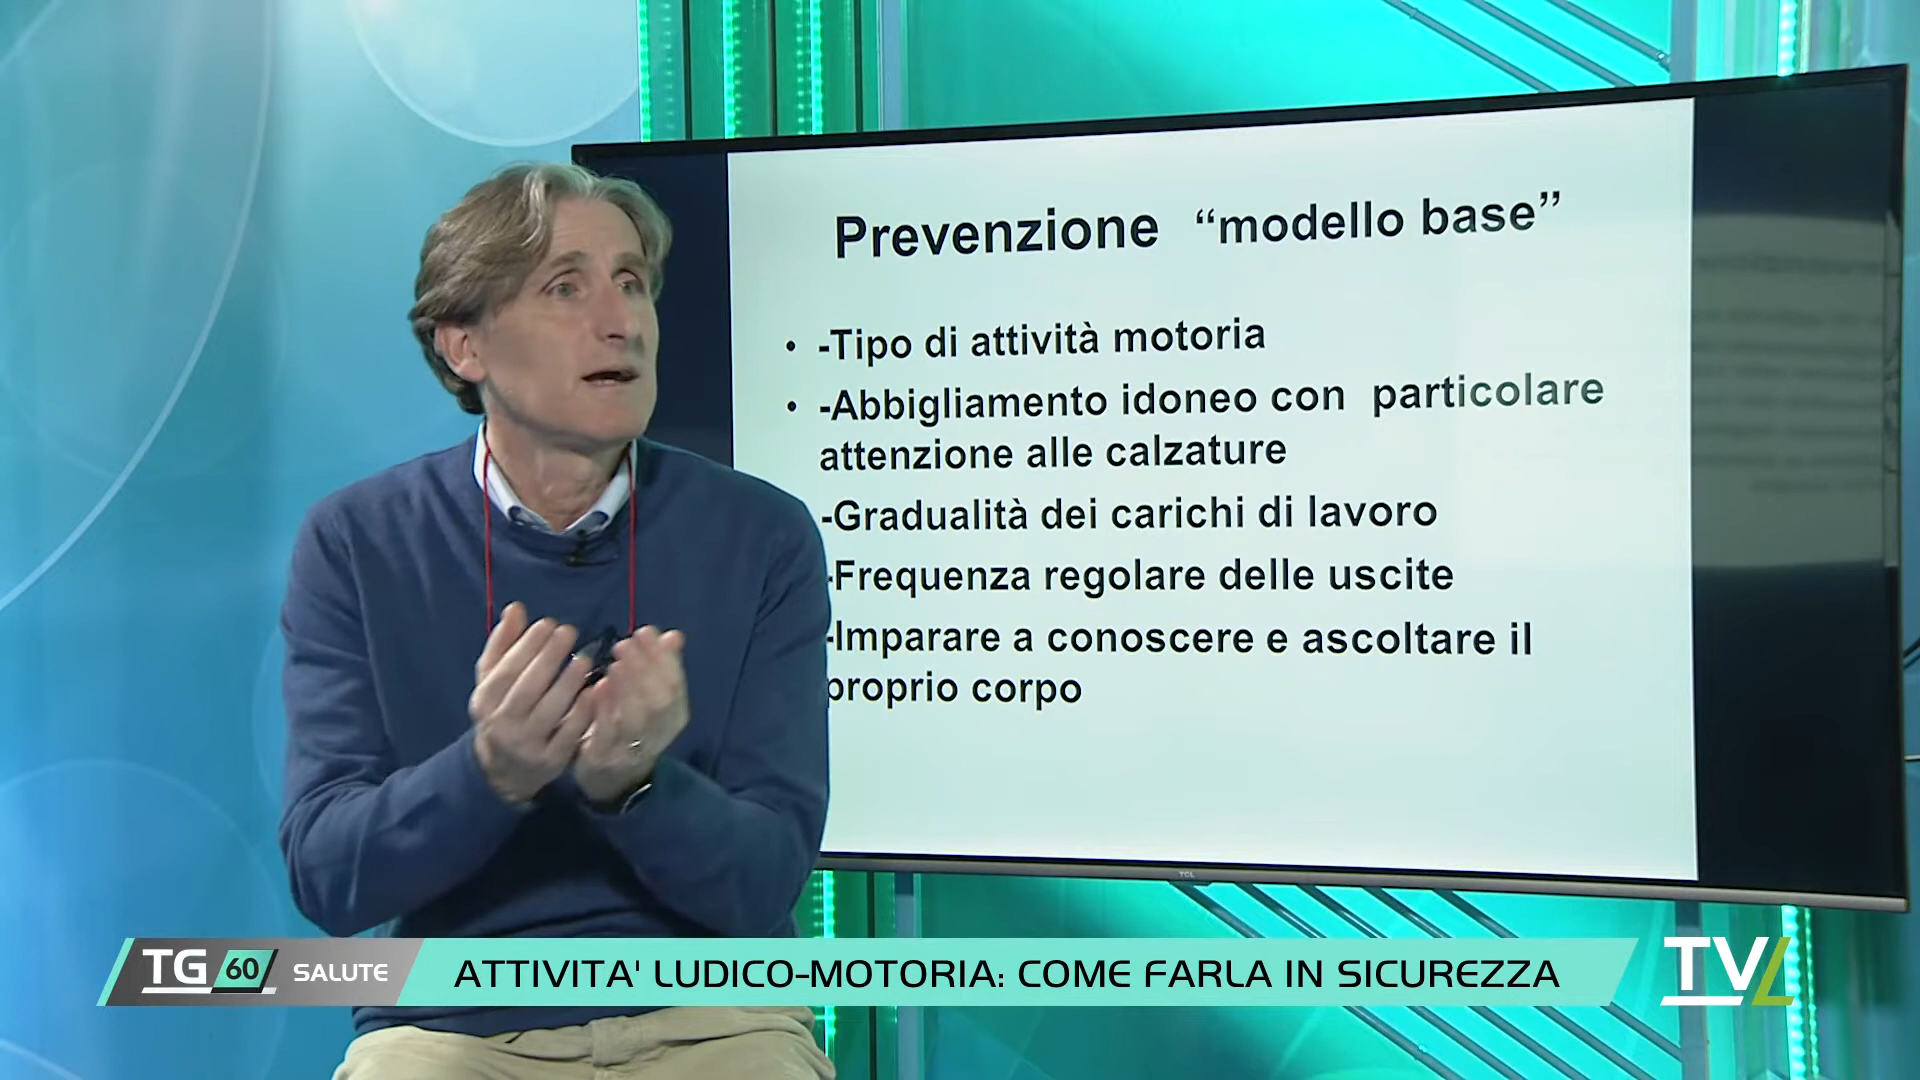 Prevenzione “modello base”
• -Tipo di attività motoria
• -Abbigliamento idoneo con particolare
attenzione alle calzature
-Gradualità dei carichi di lavoro
-Frequenza regolare delle uscite
-Imparare a conoscere e ascoltare il
proprio corpo
TCL
TG 60 SALUTE ATTIVITA' LUDICO-MOTORIA: COME FARLA IN SICUREZZA
TVL